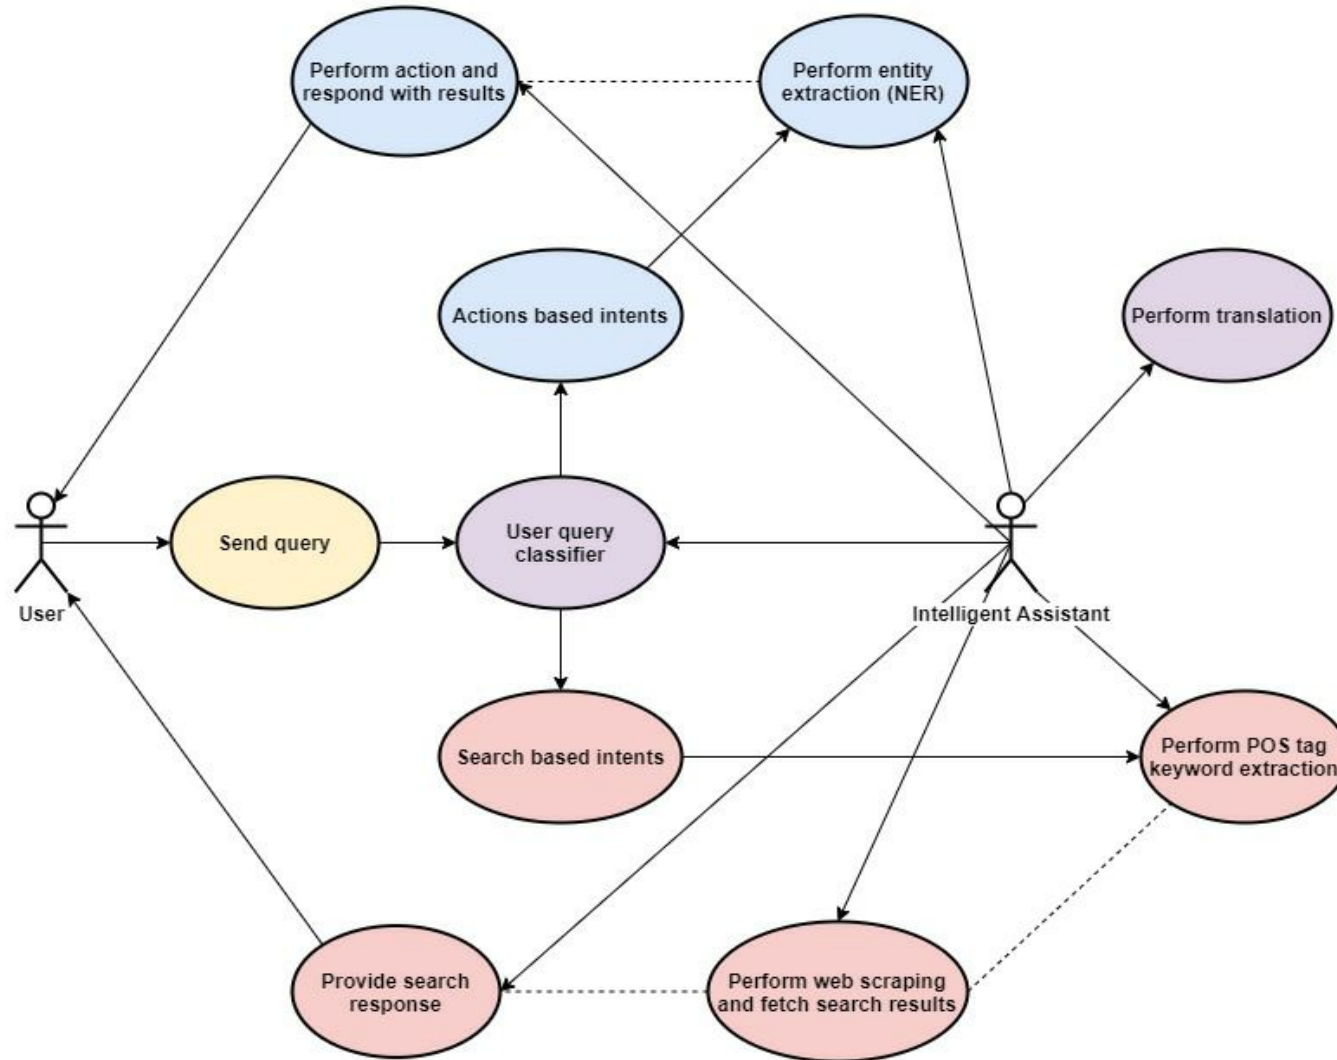 Perform action and
respond with results
Perform entity
extraction (NER)
Actions based intents
Perform translation
Send query
User query
classifier
User
Intelligent Assistant
Search based intents
Perform POS tag
keyword extraction
Provide search
response
Perform web scraping
and fetch search results